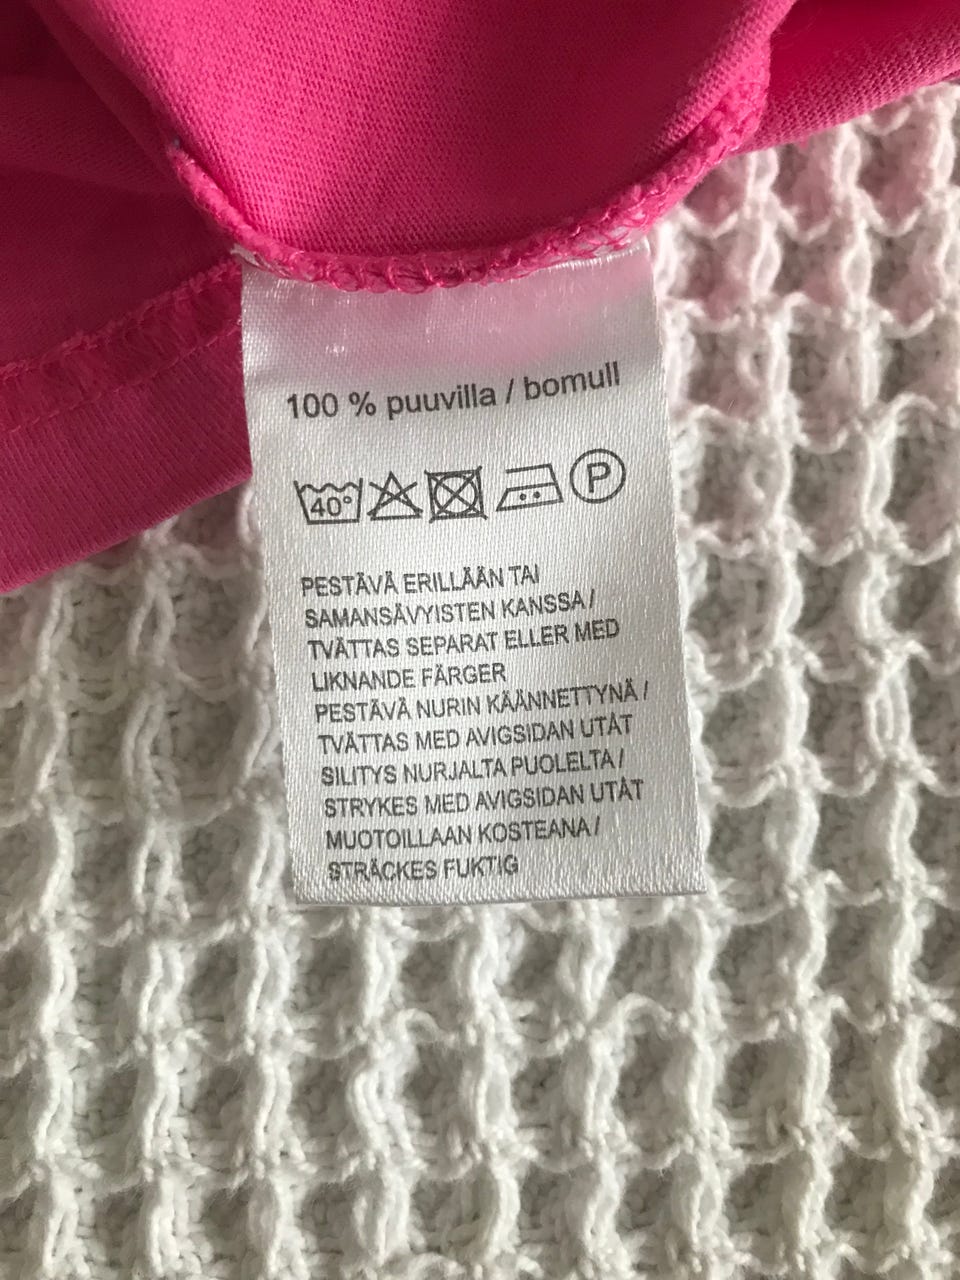 100 % puuvilla / bomull
40°
P
PESTÄVÄ ERILLÄÄN TAI
SAMANSÄVYISTEN KANSSA /
TVÄTTAS SEPARAT ELLER MED
LIKNANDE FÄRGER
PESTÄVÄ NURIN KÄÄNNETTYNÄ /
TVÄTTAS MED AVIGSIDAN UTÅT
SILITYS NURJALTA PUOLELTA /
STRYKES MED AVIGSIDAN UTÅT
MUOTOILLAAN KOSTEANA /
STRÄCKES FUKTIG